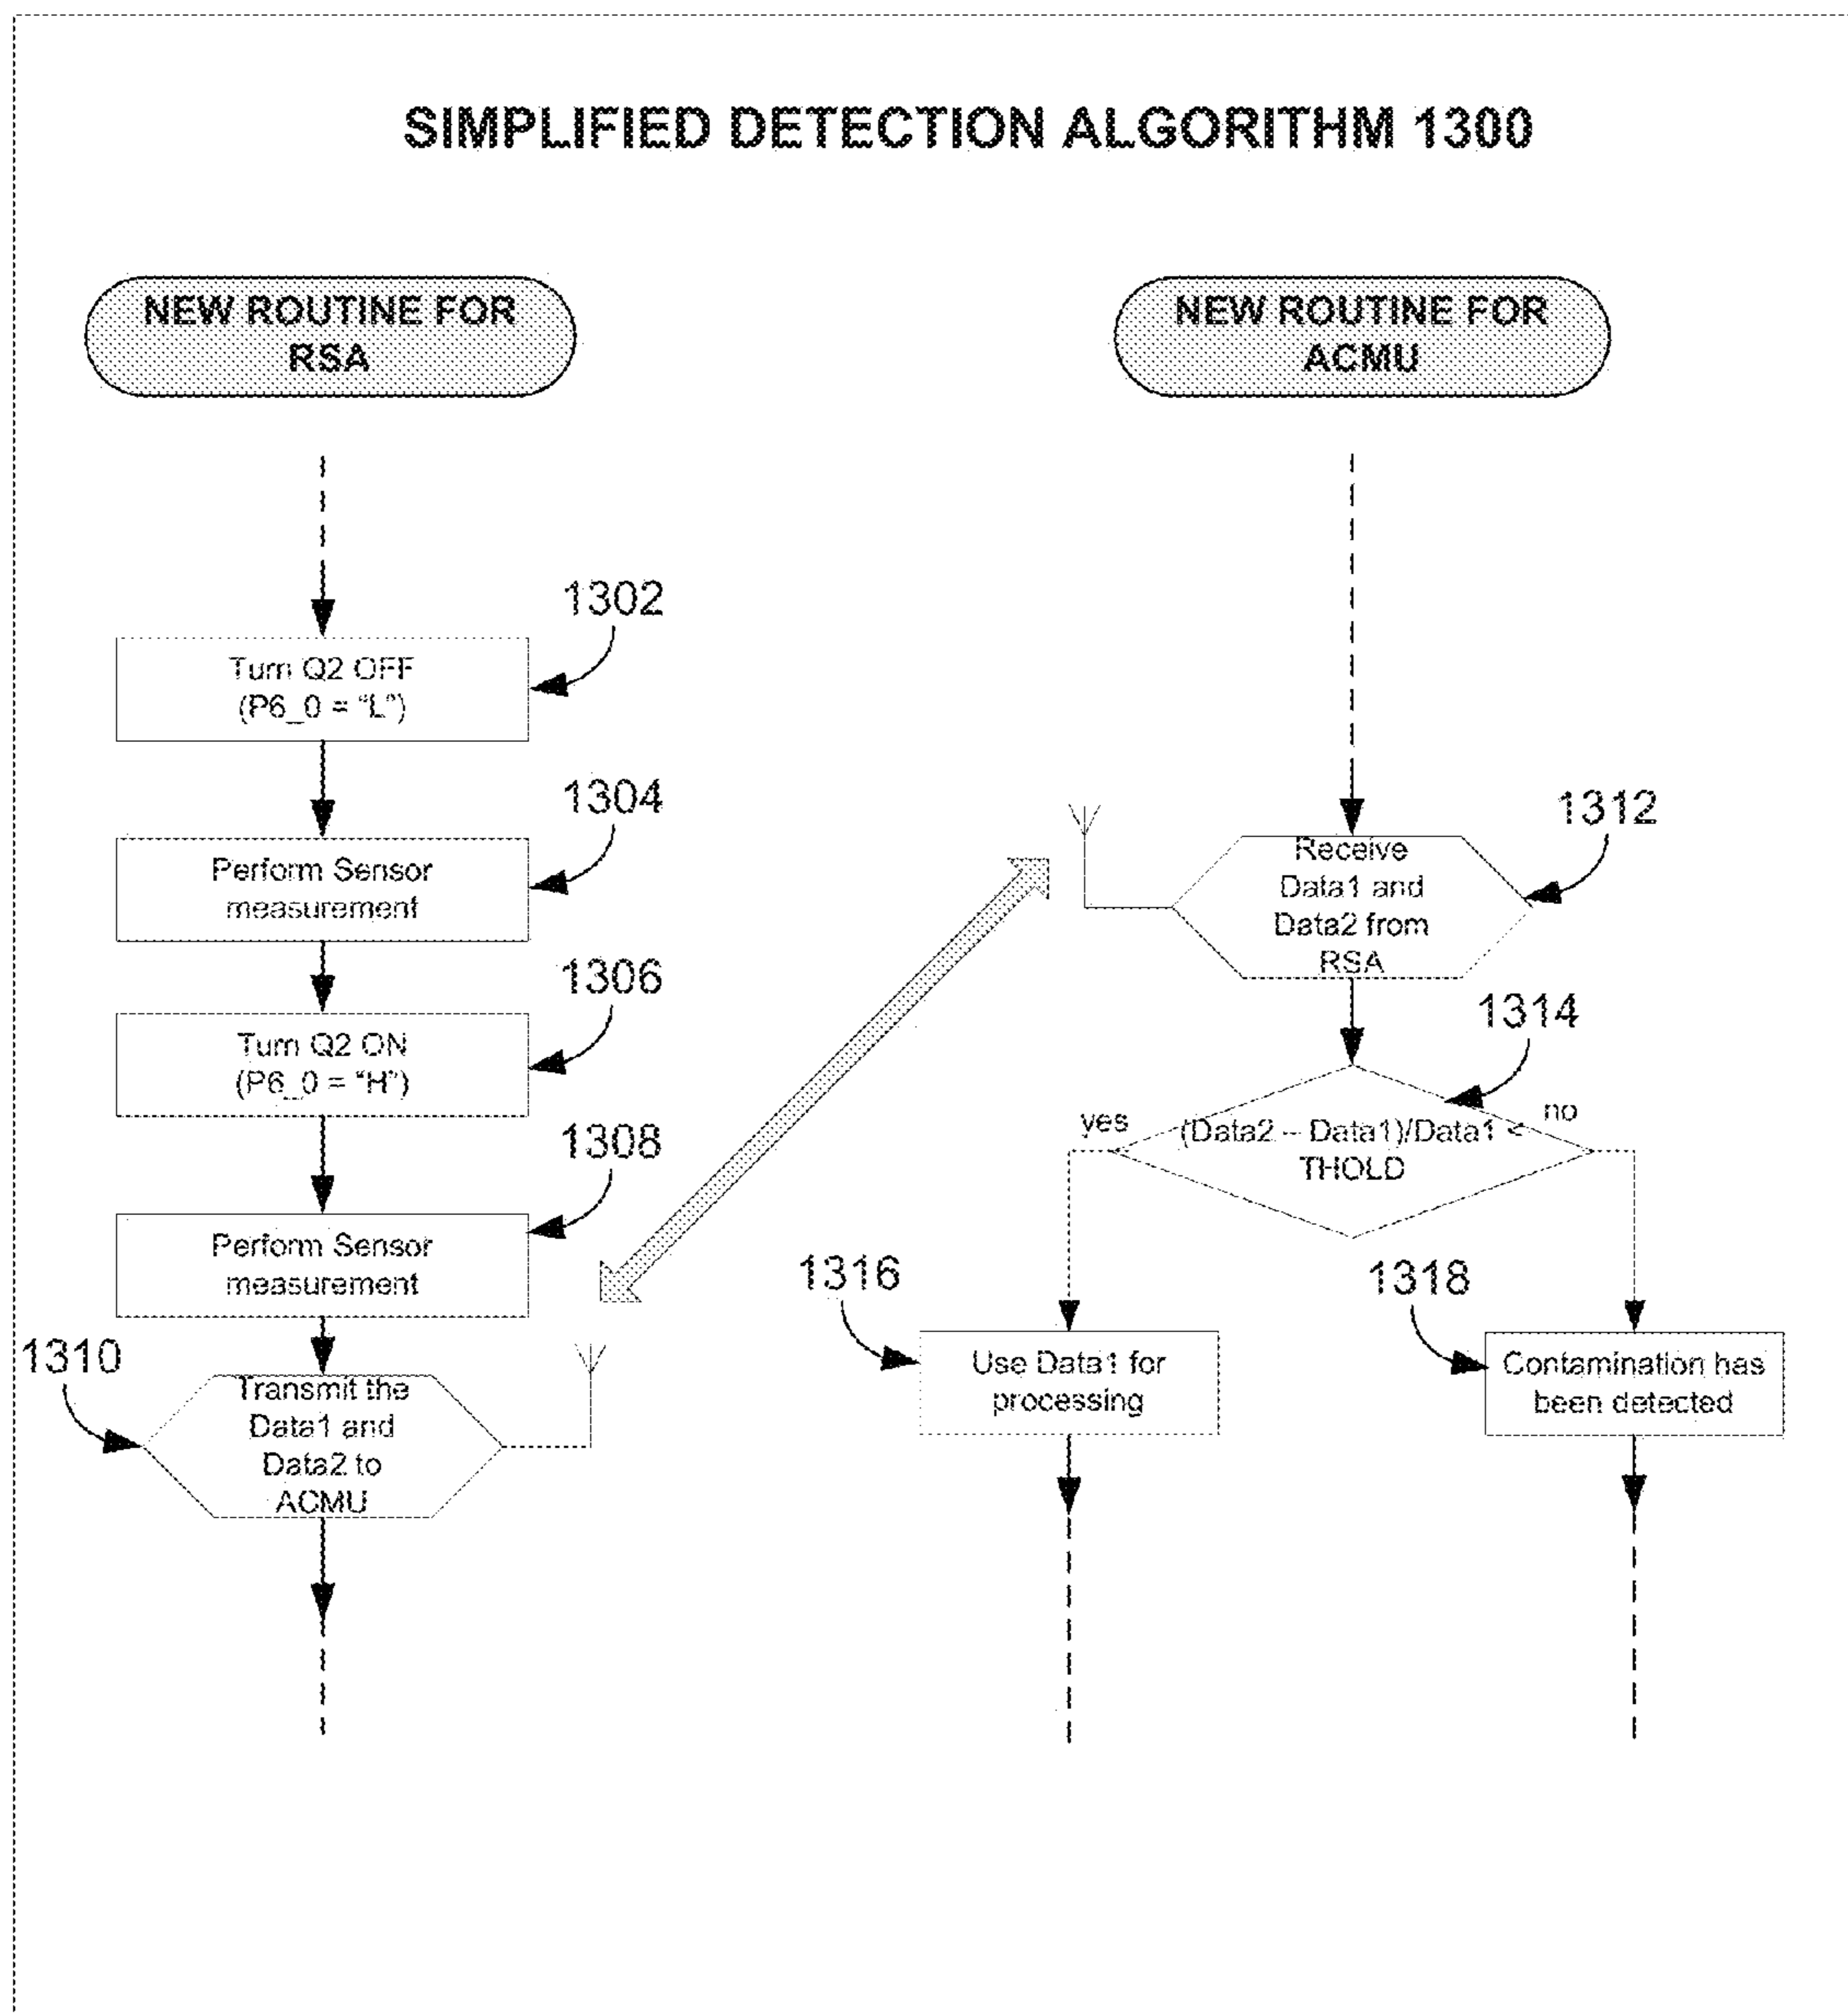 SIMPLIFIED DETECTION ALGORITHM 1300
NEW ROUTINE FOR
RSA
1302
Turn Q2 OFF
(P6_0 = “L”)
1304
Perform Sensor
measurement
1306
Turn Q2 ON
(P6_0 = “H”)
1308
Perform Sensor
measurement
1310
Transmit the
Data1 and
Data2 to
ACMU
NEW ROUTINE FOR
ACMU
1312
Receive
Data1 and
Data2 from
RSA
1314
yes
(Data2 – Data1)/Data1 <
THOLD
no
1316
Use Data1 for
processing
1318
Contamination has
been detected